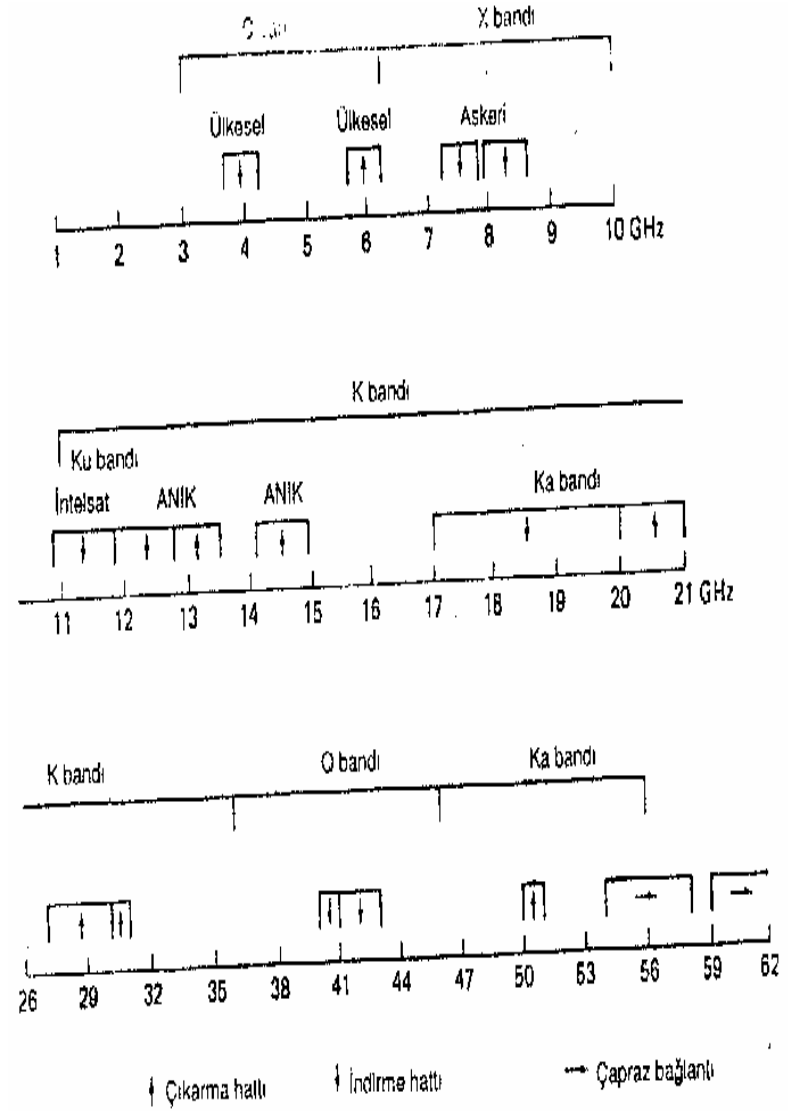 X bandı
Ülkesel Ülkesel Askeri
1 2 3 4 5 6 7 8 9 10 GHz
K bandı
Ku bandı
İntelsat ANİK ANİK Ka bandı
11 12 13 14 15 16 17 18 19 20 21 GHz
K bandı Q bandı Ka bandı
26 29 32 35 38 41 44 47 50 53 56 59 62
Çıkarma hattı İndirme hattı Çapraz bağlantı